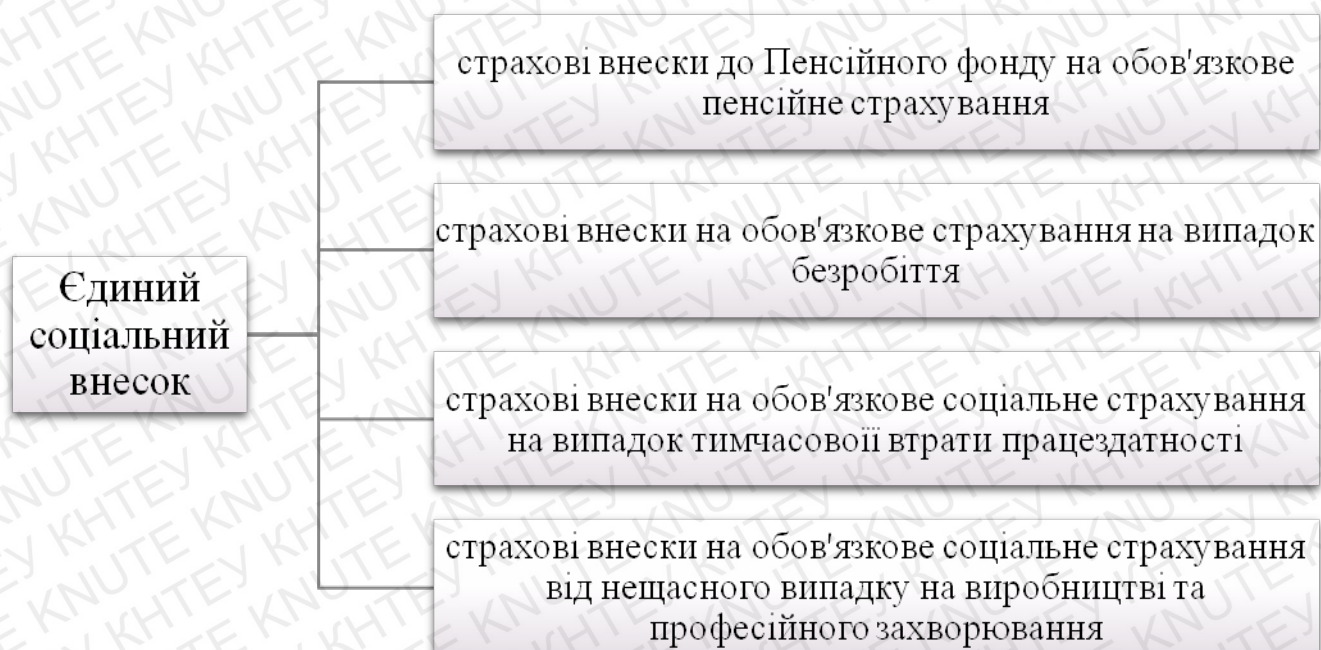 Єдиний
соціальний
внесок
страхові внески до Пенсійного фонду на обов'язкове
пенсійне страхування
страхові внески на обов'язкове страхування на випадок
безробіття
страхові внески на обов'язкове соціальне страхування
на випадок тимчасовоїї втрати працездатності
страхові внески на обов'язкове соціальне страхування
від нещасного випадку на виробництві та
професійного захворювання